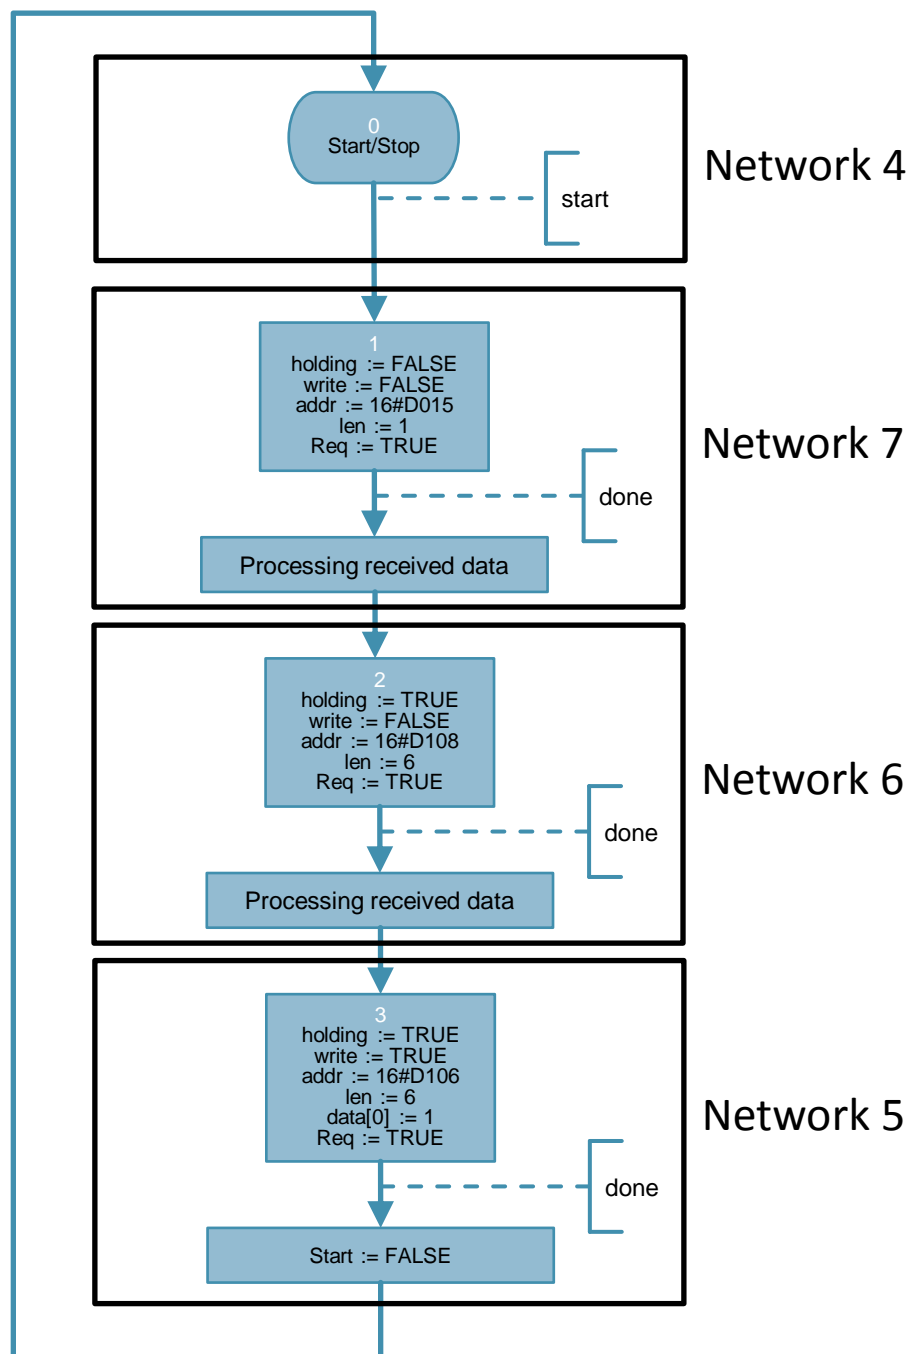 0
Start/Stop
start
Network 4
1
holding := FALSE
write := FALSE
addr := 16#D015
len := 1
Req := TRUE
done
Processing received data
Network 7
2
holding := TRUE
write := FALSE
addr := 16#D108
len := 6
Req := TRUE
done
Processing received data
Network 6
3
holding := TRUE
write := TRUE
addr := 16#D106
len := 6
data[0] := 1
Req := TRUE
done
Start := FALSE
Network 5